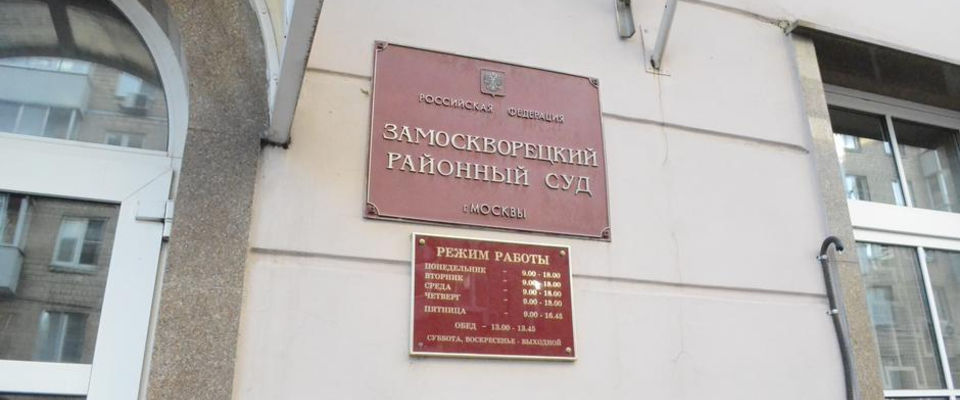 РОССИЙСКАЯ ФЕДЕРАЦИЯ
ЗАМОСКВОРЕЦКИЙ
РАЙОННЫЙ СУД
г.МОСКВЫ
РЕЖИМ РАБОТЫ
ПОНЕДЕЛЬНИК - 9.00 - 18.00
ВТОРНИК - 9.00 - 18.00
СРЕДА - 9.00 - 18.00
ЧЕТВЕРГ - 9.00 - 18.00
ПЯТНИЦА - 9.00 - 16.45
ОБЕД - 13.00 - 13.45
СУББОТА, ВОСКРЕСЕНЬЕ - ВЫХОДНОЙ